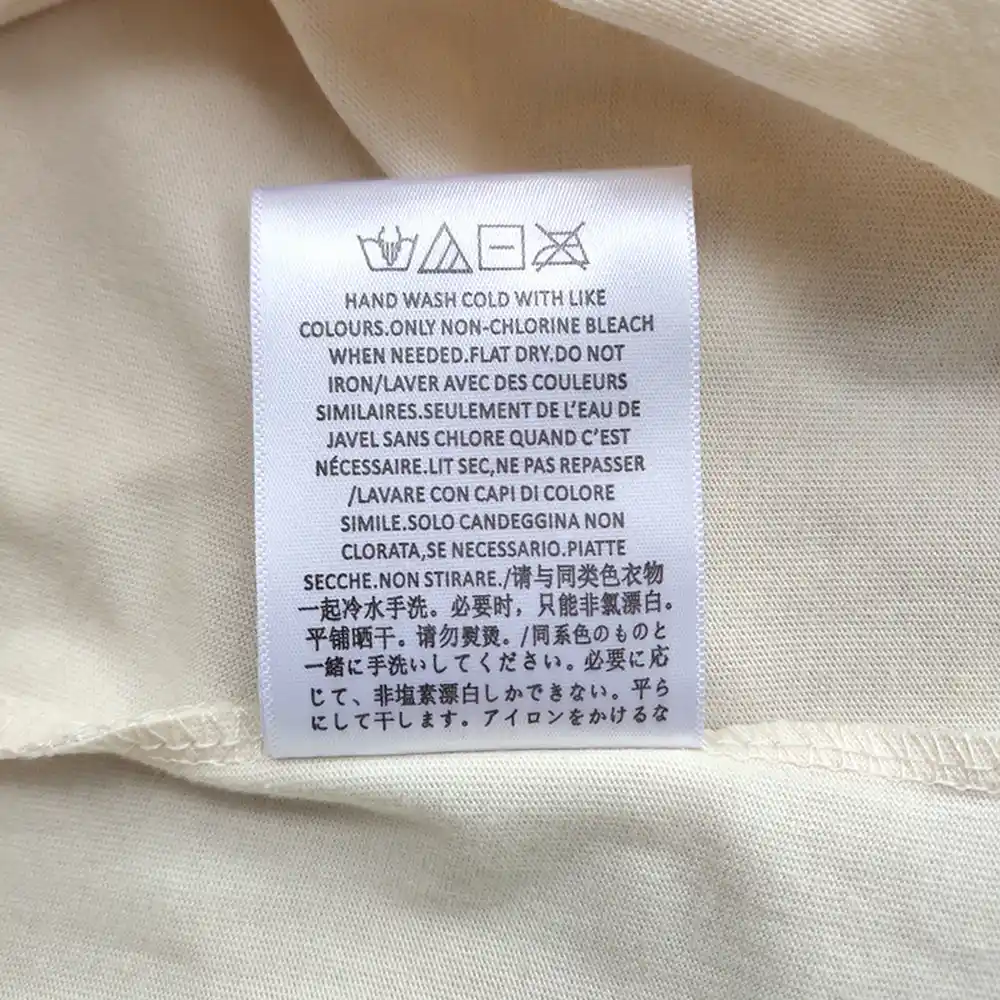 HAND WASH COLD WITH LIKE
COLOURS.ONLY NON-CHLORINE BLEACH
WHEN NEEDED.FLAT DRY.DO NOT
IRON/LAVER AVEC DES COULEURS
SIMILAIRES.SEULEMENT DE L'EAU DE
JAVEL SANS CHLORE QUAND C'EST
NÉCESSAIRE.LIT SEC,NE PAS REPASSER
/LAVARE CON CAPI DI COLORE
SIMILE.SOLO CANDEGGINA NON
CLORATA,SE NECESSARIO.PIATTE
SECCHE.NON STIRARE./请与同类色衣物
一起冷水手洗。必要时，只能非氯漂白。
平铺晒干。请勿熨烫。/同系色のものと
一緒に手洗いしてください。必要に応
じて、非塩素漂白しかできない。平ら
にして干します。アイロンをかけるな